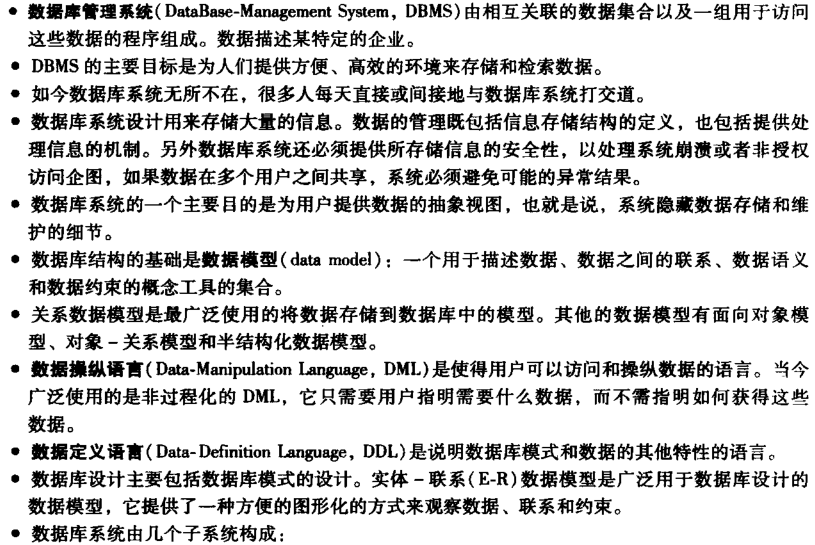 ● 数据库管理系统(DataBase-Management System，DBMS)由相互关联的数据集合以及一组用于访问
这些数据的程序组成。数据描述某特定的企业。
● DBMS 的主要目标是为人们提供方便、高效的环境来存储和检索数据。
● 如今数据库系统无所不在，很多人每天直接或间接地与数据库系统打交道。
● 数据库系统设计用来存储大量的信息。数据的管理既包括信息存储结构的定义，也包括提供处
理信息的机制。另外数据库系统还必须提供所存储信息的安全性，以处理系统崩溃或者非授权
访问企图，如果数据在多个用户之间共享，系统必须避免可能的异常结果。
● 数据库系统的一个主要目的是为用户提供数据的抽象视图，也就是说，系统隐藏数据存储和维
护的细节。
● 数据库结构的基础是数据模型(data model)：一个用于描述数据、数据之间的联系、数据语义
和数据约束的概念工具的集合。
● 关系数据模型是最广泛使用的将数据存储到数据库中的模型。其他的数据模型有面向对象模
型、对象－关系模型和半结构化数据模型。
● 数据操纵语言(Data-Manipulation Language，DML)是使得用户可以访问和操纵数据的语言。当今
广泛使用的是非过程化的 DML，它只需要用户指明需要什么数据，而不需指明如何获得这些
数据。
● 数据定义语言(Data-Definition Language，DDL)是说明数据库模式和数据的其他特性的语言。
● 数据库设计主要包括数据库模式的设计。实体－联系(E-R)数据模型是广泛用于数据库设计的
数据模型，它提供了一种方便的图形化的方式来观察数据、联系和约束。
● 数据库系统由几个子系统构成：